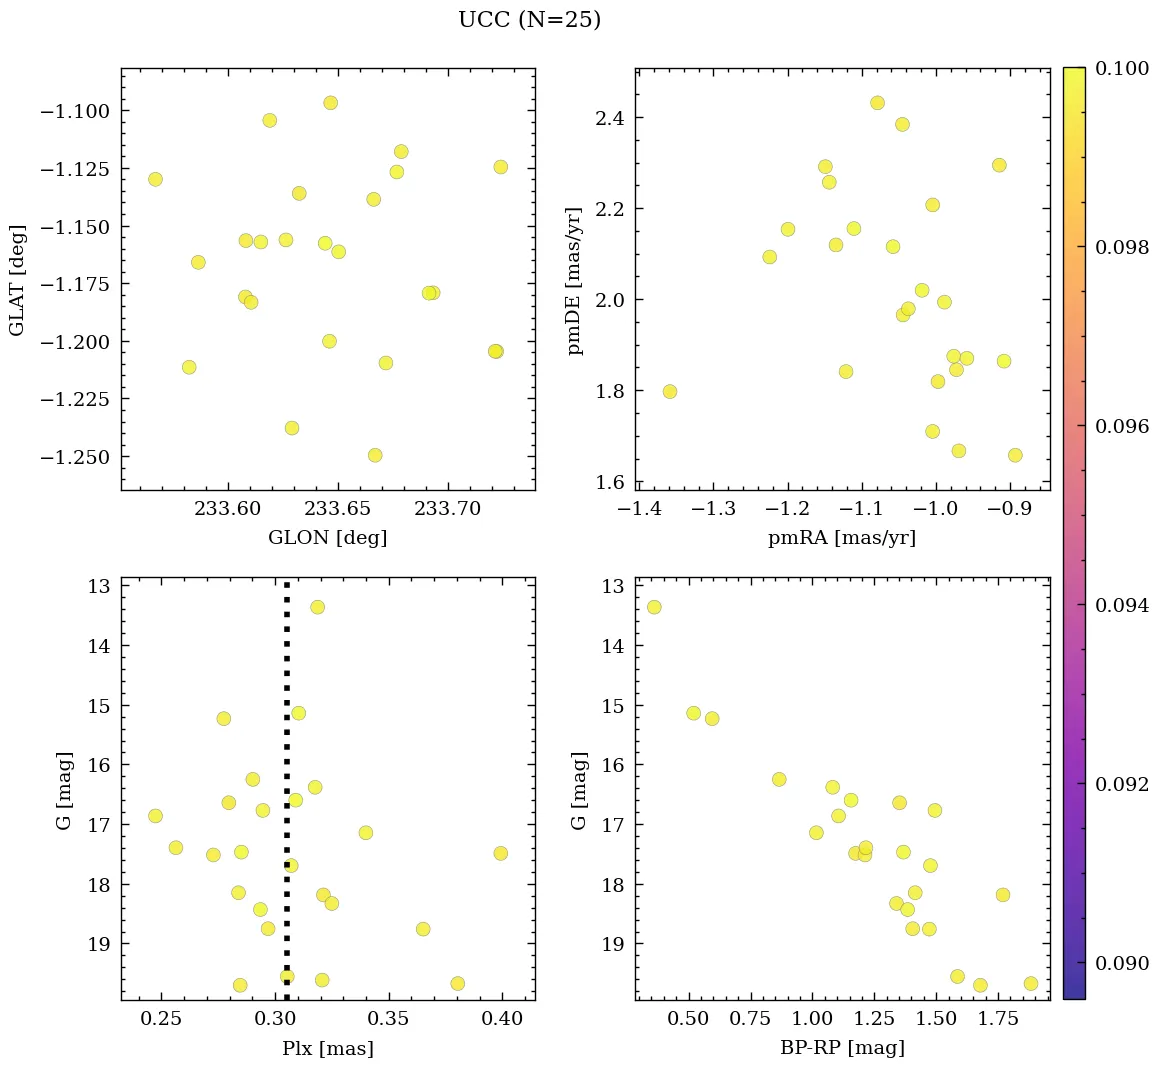 UCC (N=25)
−1.100
−1.125
−1.150
−1.175
−1.200
−1.225
−1.250
GLAT [deg]
233.60 233.65 233.70
GLON [deg]
2.4
2.2
2.0
1.8
1.6
pmDE [mas/yr]
−1.4 −1.3 −1.2 −1.1 −1.0 −0.9
pmRA [mas/yr]
13
14
15
16
17
18
19
G [mag]
0.25 0.30 0.35 0.40
Plx [mas]
13
14
15
16
17
18
19
G [mag]
0.50 0.75 1.00 1.25 1.50 1.75
BP-RP [mag]
0.100
0.098
0.096
0.094
0.092
0.090